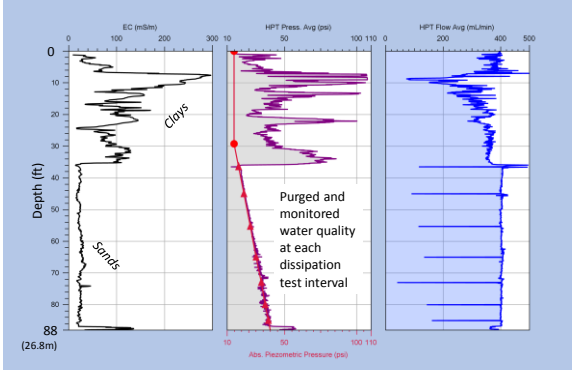 EC (mS/m)
HPT Press. Avg (psi)
HPT Flow Avg (mL/min)
0 100 200 300
10 50 100 110
0 100 200 300 400 500
0
10
20
30
40
50
60
70
80
88
(26.8m)
Depth (ft)
Clays
Sands
Purged and
monitored
water quality
at each
dissipation
test interval
10 50 100 110
Abs. Piezometric Pressure (psi)